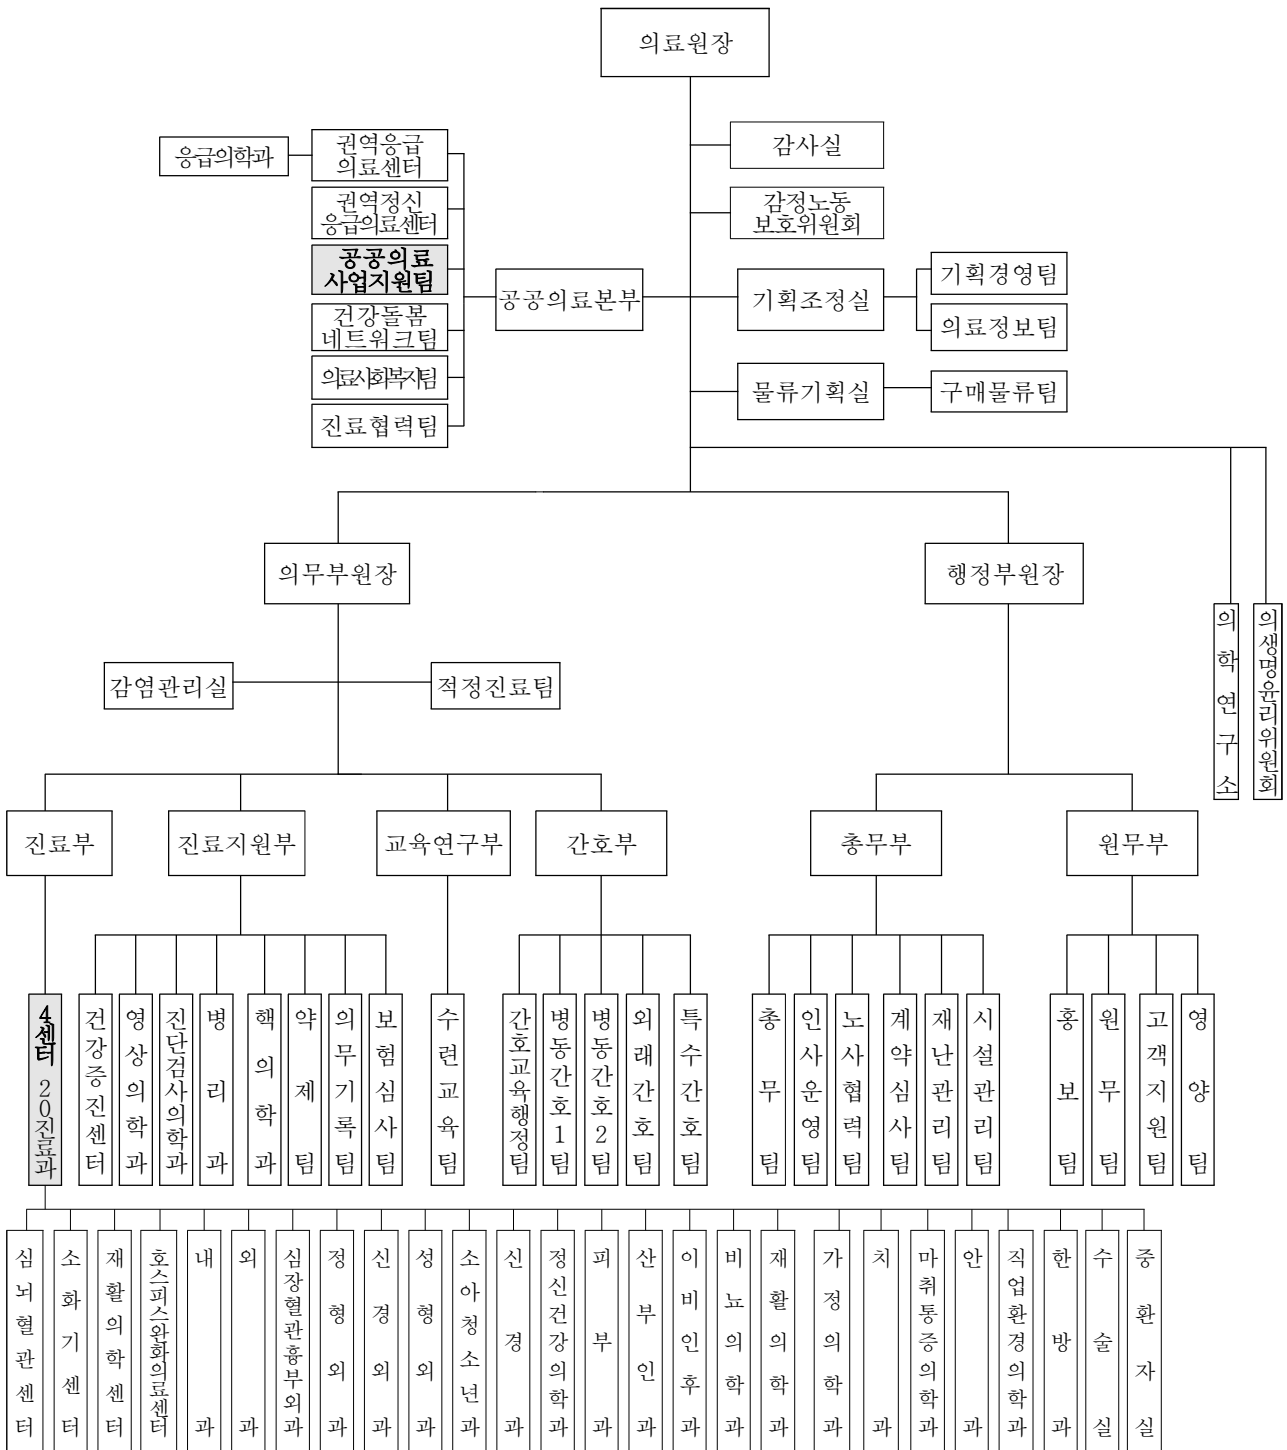 의료원장
감사실
응급의학과
권역응급
의료센터
권역정신
응급의료센터
감정노동
보호위원회
공공의료
사업지원팀
공공의료본부
기획조정실
기획경영팀
의료정보팀
건강돌봄
네트워크팀
의료사회복지팀
물류기획실
구매물류팀
진료협력팀
의무부원장
행정부원장
의학연구소
의생명윤리위원회
감염관리실
적정진료팀
진료부
진료지원부
교육연구부
간호부
총무부
원무부
4센터 20진료과
건강증진센터
영상의학과
진단검사의학과
병리과
핵의학과
약제팀
의무기록팀
보험심사팀
수련교육팀
간호교육행정팀
병동간호1팀
병동간호2팀
외래간호팀
특수간호팀
총무팀
인사운영팀
노사협력팀
계약심사팀
재난관리팀
시설관리팀
홍보팀
원무팀
고객지원팀
영양팀
심뇌혈관센터
소화기센터
재활의학센터
호스피스완화의료센터
내과
외과
심장혈관흉부외과
정형외과
신경외과
성형외과
소아청소년과
신경과
정신건강의학과
피부과
산부인과
이비인후과
비뇨의학과
재활의학과
가정의학과
치과
마취통증의학과
안과
직업환경의학과
한방과
수술실
중환자실